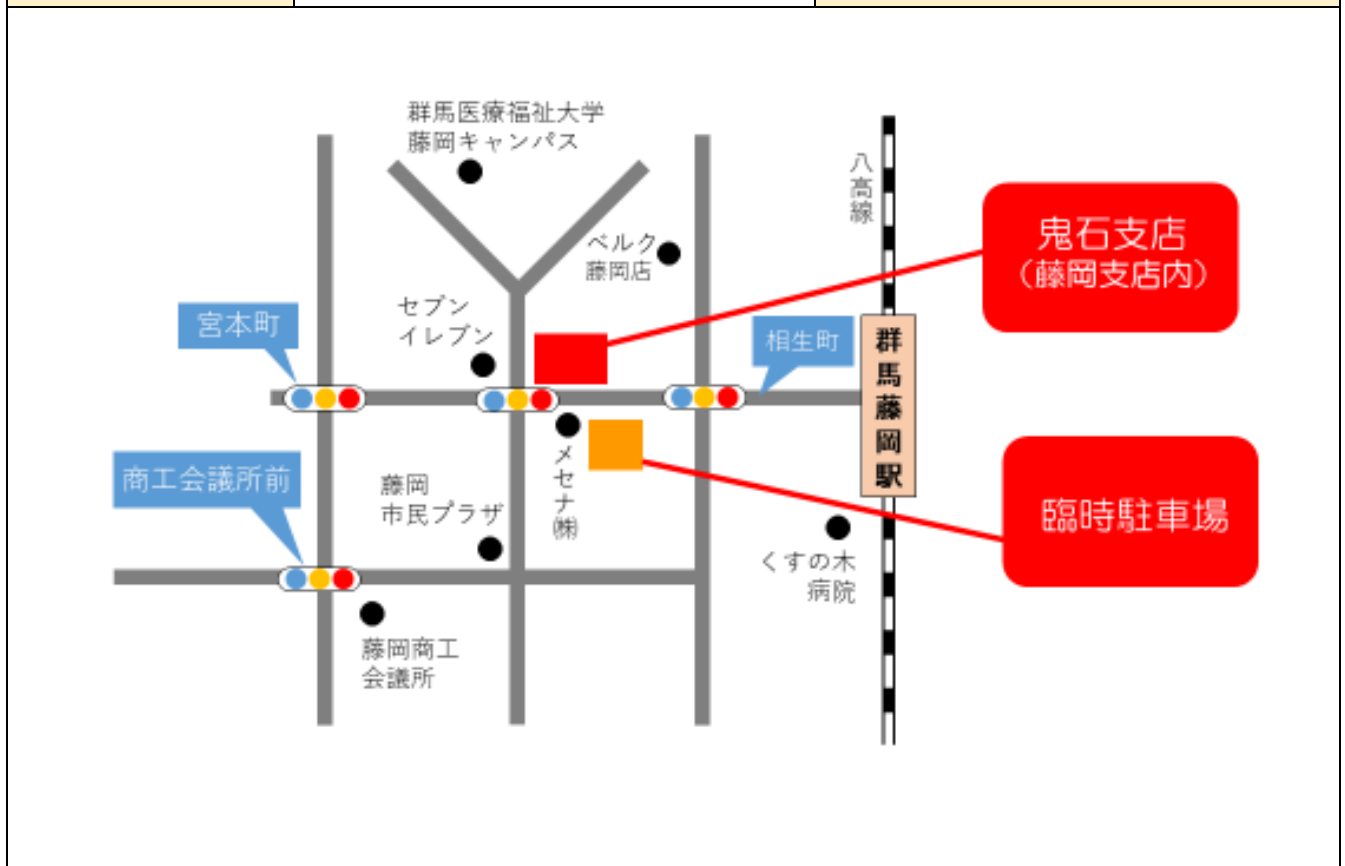 群馬医療福祉大学
藤岡キャンパス
八高線
鬼石支店
（藤岡支店内）
ベルク
藤岡店
セブン
イレブン
宮本町
相生町
群馬藤岡駅
商工会議所前
藤岡
市民プラザ
メセナ㈱
臨時駐車場
くすの木
病院
藤岡商工
会議所